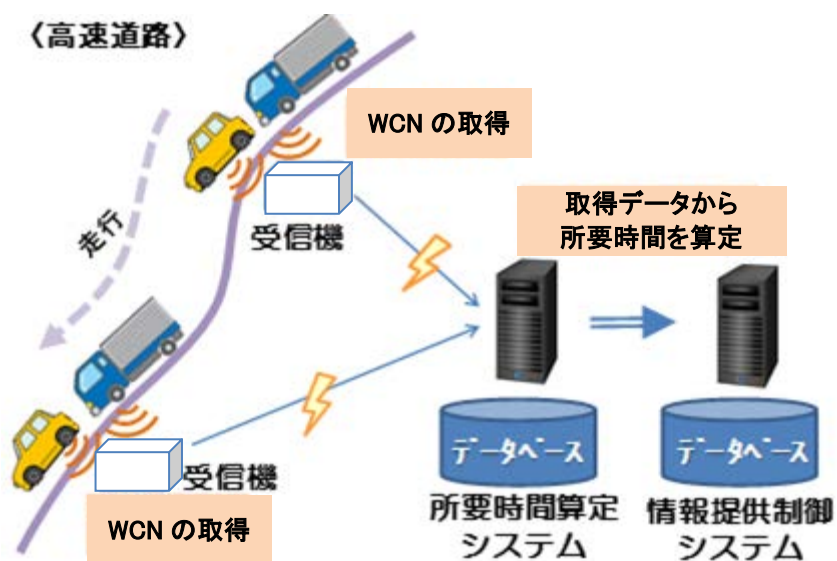 〈高速道路〉
WCN の取得
受信機
走行
取得データから
所要時間を算定
受信機
WCN の取得
データベース
所要時間算定
システム
データベース
情報提供制御
システム